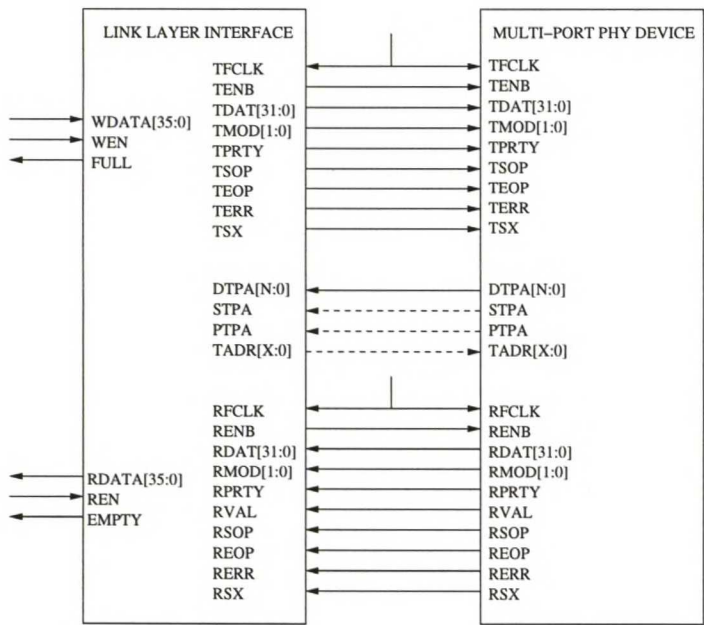 LINK LAYER INTERFACE
MULTI-PORT PHY DEVICE
TFCLK
TENB
TDAT[31:0]
TMOD[1:0]
TPRTY
TSOP
TEOP
TERR
TSX
WDATA[35:0]
WEN
FULL
TFCLK
TENB
TDAT[31:0]
TMOD[1:0]
TPRTY
TSOP
TEOP
TERR
TSX
DTPA[N:0]
STPA
PTPA
TADR[X:0]
DTPA[N:0]
STPA
PTPA
TADR[X:0]
RFCLK
RENB
RDAT[31:0]
RMOD[1:0]
RPRTY
RVAL
RSOP
REOP
RERR
RSX
RDATA[35:0]
REN
EMPTY
RFCLK
RENB
RDAT[31:0]
RMOD[1:0]
RPRTY
RVAL
RSOP
REOP
RERR
RSX